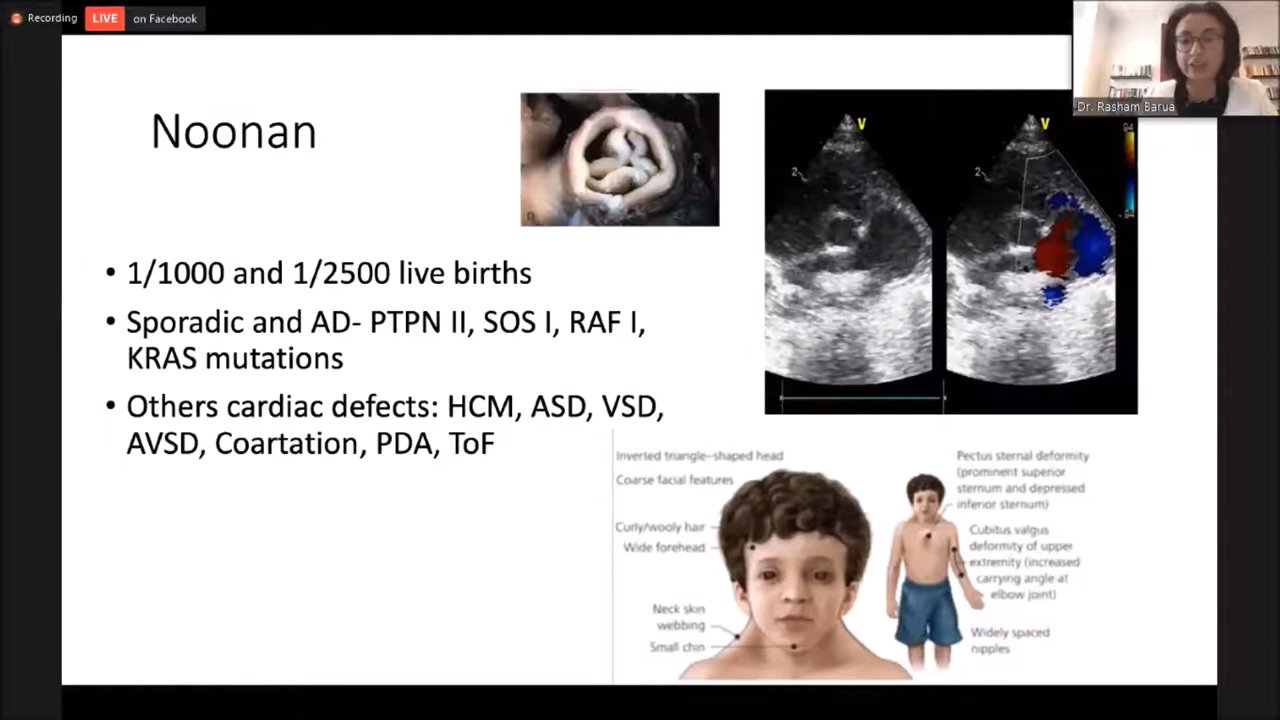 Recording
LIVE
on Facebook
Dr. Rasham Barua
Noonan
• 1/1000 and 1/2500 live births
• Sporadic and AD- PTPN II, SOS I, RAF I,
KRAS mutations
• Others cardiac defects: HCM, ASD, VSD,
AVSD, Coartation, PDA, ToF
V
2
V
2
Inverted triangle-shaped head
Coarse facial features
Curly/wooly hair
Wide forehead
Neck skin
webbing
Small chin
Pectus sternal deformity
(prominent superior
sternum and depressed
inferior sternum)
Cubitus valgus
deformity of upper
extremity (increased
carrying angle at
elbow joint)
Widely spaced
nipples